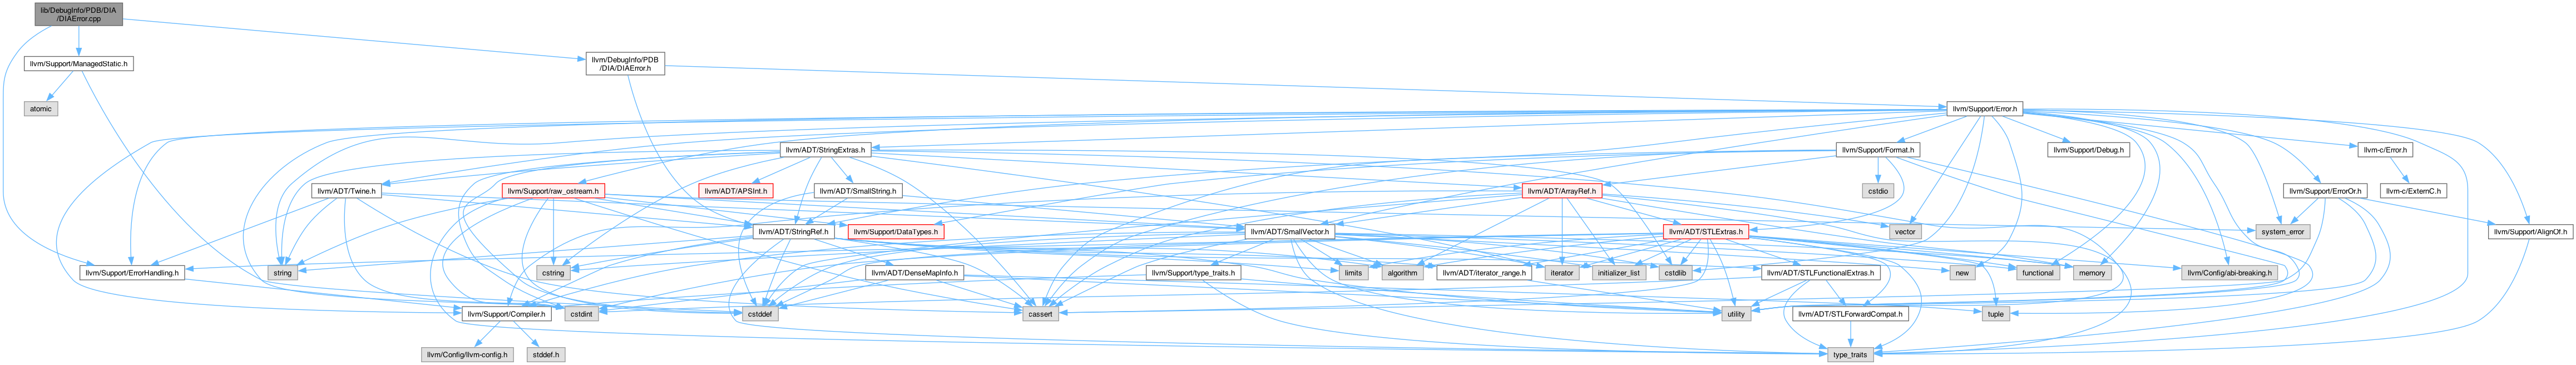 lib/DebugInfo/PDB/DIA
/DIAError.cpp
llvm/Support/ManagedStatic.h
llvm/DebugInfo/PDB
/DIA/DIAError.h
atomic
llvm/Support/Error.h
llvm/ADT/StringExtras.h
llvm/Support/Format.h
llvm/Support/Debug.h
llvm-c/Error.h
llvm/ADT/Twine.h
llvm/Support/raw_ostream.h
llvm/ADT/APSInt.h
llvm/ADT/SmallString.h
llvm/ADT/ArrayRef.h
cstdio
llvm/Support/ErrorOr.h
llvm-c/ExternC.h
llvm/ADT/StringRef.h
llvm/Support/DataTypes.h
llvm/ADT/SmallVector.h
llvm/ADT/STLExtras.h
vector
system_error
llvm/Support/AlignOf.h
llvm/Support/ErrorHandling.h
string
cstring
llvm/ADT/DenseMapInfo.h
llvm/Support/type_traits.h
limits
algorithm
llvm/ADT/iterator_range.h
iterator
initializer_list
cstdlib
llvm/ADT/STLFunctionalExtras.h
new
functional
memory
llvm/Config/abi-breaking.h
llvm/Support/Compiler.h
cstdint
cstddef
cassert
utility
llvm/ADT/STLForwardCompat.h
tuple
llvm/Config/llvm-config.h
stddef.h
type_traits